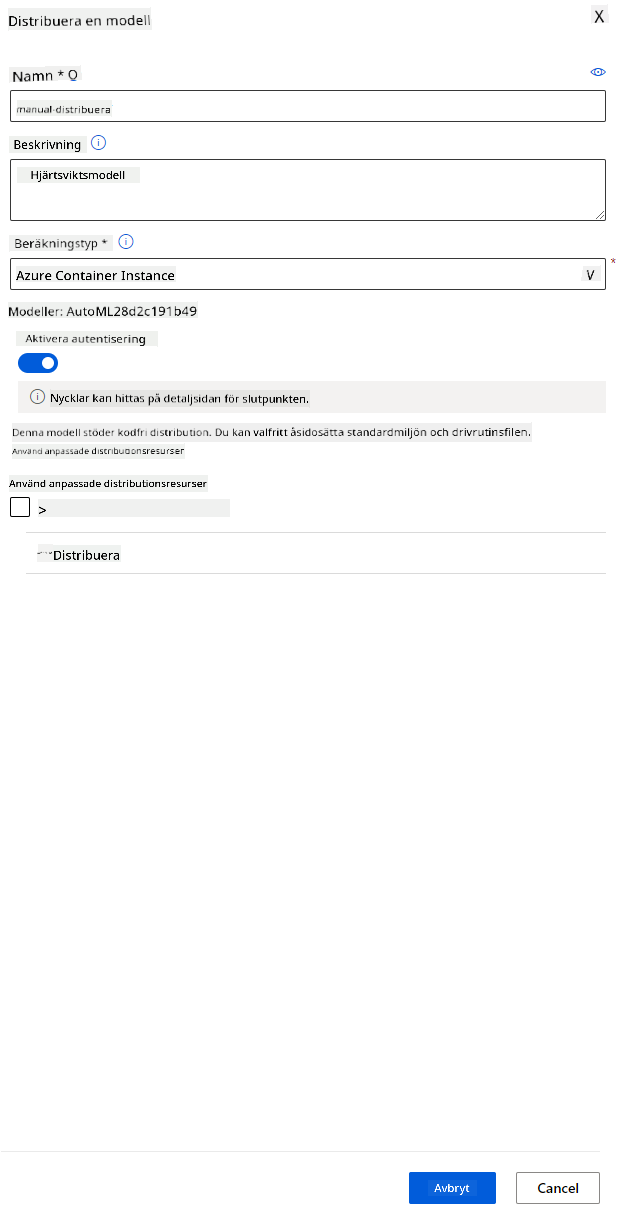 Distribuera en modell X
Namn * O
manual-distribuera
Beskrivning
Hjärtsviktsmodell
Beräkningstyp *
Azure Container Instance V *
Modeller: AutoML28d2c191b49
Aktivera autentisering
Nycklar kan hittas på detaljsidan för slutpunkten.
Denna modell stöder kodfri distribution. Du kan valfritt åsidosätta standardmiljön och drivrutinsfilen.
Använd anpassade distributionsresurser
Använd anpassade distributionsresurser
>
Distribuera
Avbryt Cancel